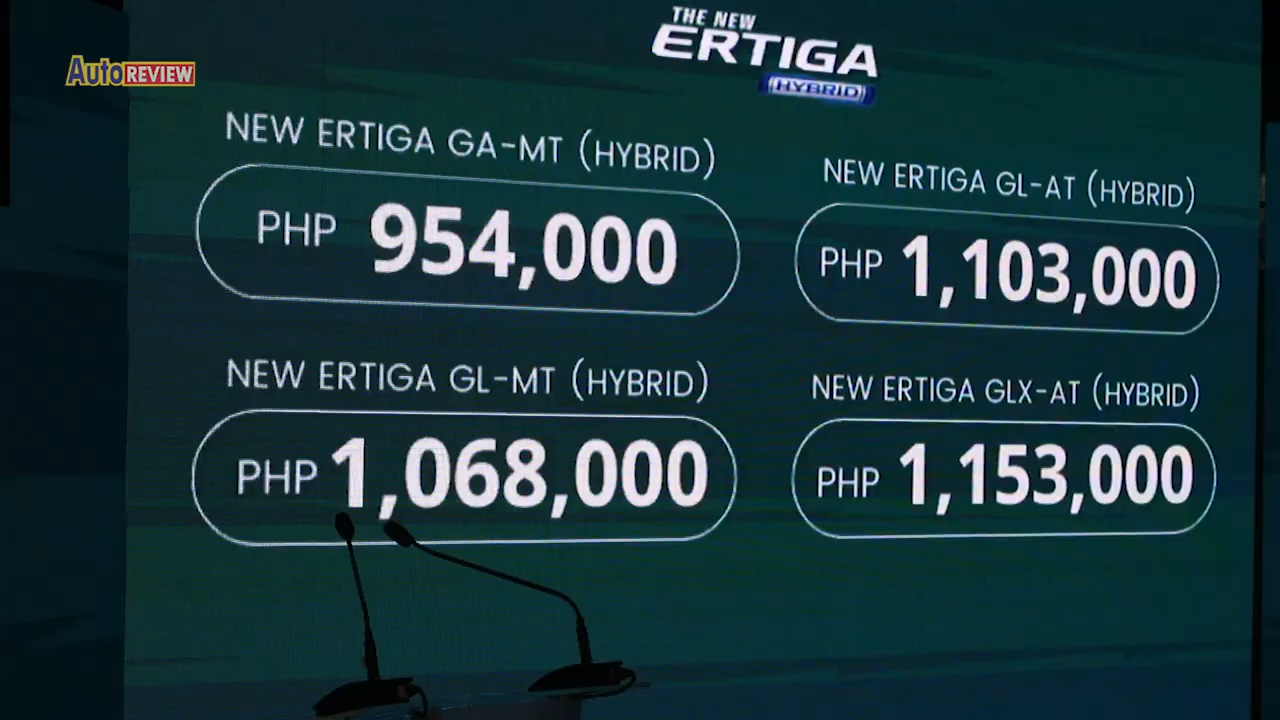 AutoREVIEW
THE NEW
ERTIGA
HYBRID
NEW ERTIGA GA-MT (HYBRID)
PHP 954,000
NEW ERTIGA GL-AT (HYBRID)
PHP 1,103,000
NEW ERTIGA GL-MT (HYBRID)
PHP 1,068,000
NEW ERTIGA GLX-AT (HYBRID)
PHP 1,153,000